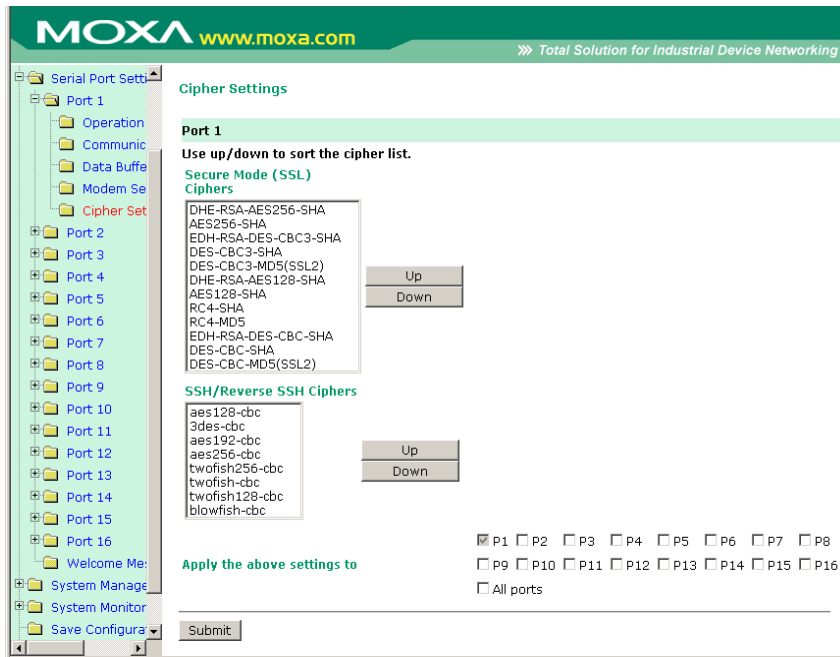 MOXA www.moxa.com
Total Solution for Industrial Device Networking
Serial Port Setti
Port 1
Operation
Communic
Data Buffe
Modem Se
Cipher Set
Port 2
Port 3
Port 4
Port 5
Port 6
Port 7
Port 8
Port 9
Port 10
Port 11
Port 12
Port 13
Port 14
Port 15
Port 16
Welcome Me
System Manage
System Monitor
Save Configura
Cipher Settings
Port 1
Use up/down to sort the cipher list.
Secure Mode (SSL)
Ciphers
DHE-RSA-AES256-SHA
AES256-SHA
EDH-RSA-DES-CBC3-SHA
DES-CBC3-SHA
DES-CBC3-MD5(SSL2)
DHE-RSA-AES128-SHA
AES128-SHA
RC4-SHA
RC4-MD5
EDH-RSA-DES-CBC-SHA
DES-CBC-SHA
DES-CBC-MD5(SSL2)
Up
Down
SSH/Reverse SSH Ciphers
aes128-cbc
3des-cbc
aes192-cbc
aes256-cbc
twofish256-cbc
twofish-cbc
twofish128-cbc
blowfish-cbc
Up
Down
Apply the above settings to
P1 P2 P3 P4 P5 P6 P7 P8
P9 P10 P11 P12 P13 P14 P15 P16
All ports
Submit